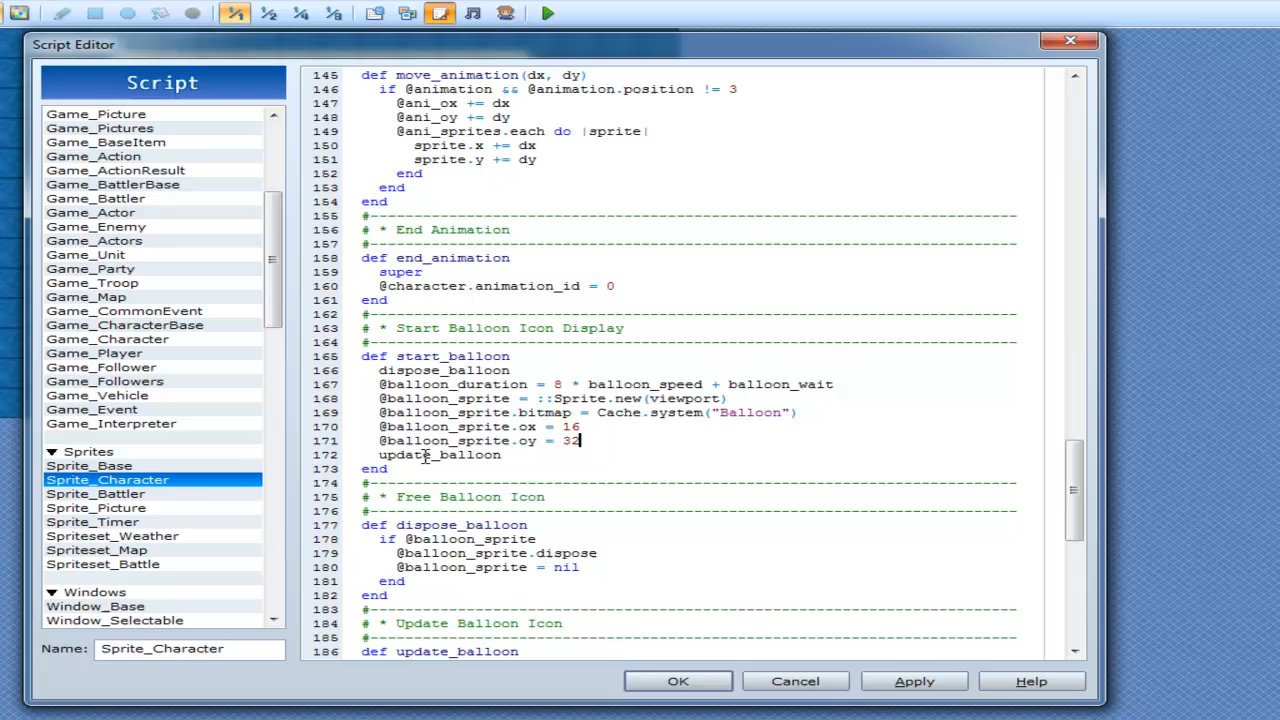 Script Editor
Script
Game_Picture
Game_Pictures
Game_BaseItem
Game_Action
Game_ActionResult
Game_BattlerBase
Game_Battler
Game_Actor
Game_Enemy
Game_Actors
Game_Unit
Game_Party
Game_Troop
Game_Map
Game_CommonEvent
Game_CharacterBase
Game_Character
Game_Player
Game_Follower
Game_Followers
Game_Vehicle
Game_Event
Game_Interpreter
▼ Sprites
Sprite_Base
Sprite_Character
Sprite_Battler
Sprite_Picture
Sprite_Timer
Spriteset_Weather
Spriteset_Map
Spriteset_Battle
▼ Windows
Window_Base
Window_Selectable
Name: Sprite_Character
145 def move_animation(dx, dy)
146 if @animation && @animation.position != 3
147 @ani_ox += dx
148 @ani_oy += dy
149 @ani_sprites.each do |sprite|
150 sprite.x += dx
151 sprite.y += dy
152 end
153 end
154 end
155 #--------------------------------------------------------------------------
156 # * End Animation
157 #--------------------------------------------------------------------------
158 def end_animation
159 super
160 @character.animation_id = 0
161 end
162 #--------------------------------------------------------------------------
163 # * Start Balloon Icon Display
164 #--------------------------------------------------------------------------
165 def start_balloon
166 dispose_balloon
167 @balloon_duration = 8 * balloon_speed + balloon_wait
168 @balloon_sprite = ::Sprite.new(viewport)
169 @balloon_sprite.bitmap = Cache.system("Balloon")
170 @balloon_sprite.ox = 16
171 @balloon_sprite.oy = 32
172 update_balloon
173 end
174 #--------------------------------------------------------------------------
175 # * Free Balloon Icon
176 #--------------------------------------------------------------------------
177 def dispose_balloon
178 if @balloon_sprite
179 @balloon_sprite.dispose
180 @balloon_sprite = nil
181 end
182 end
183 #--------------------------------------------------------------------------
184 # * Update Balloon Icon
185 #--------------------------------------------------------------------------
186 def update_balloon
OK
Cancel
Apply
Help
1/1
1/2
1/4
1/8